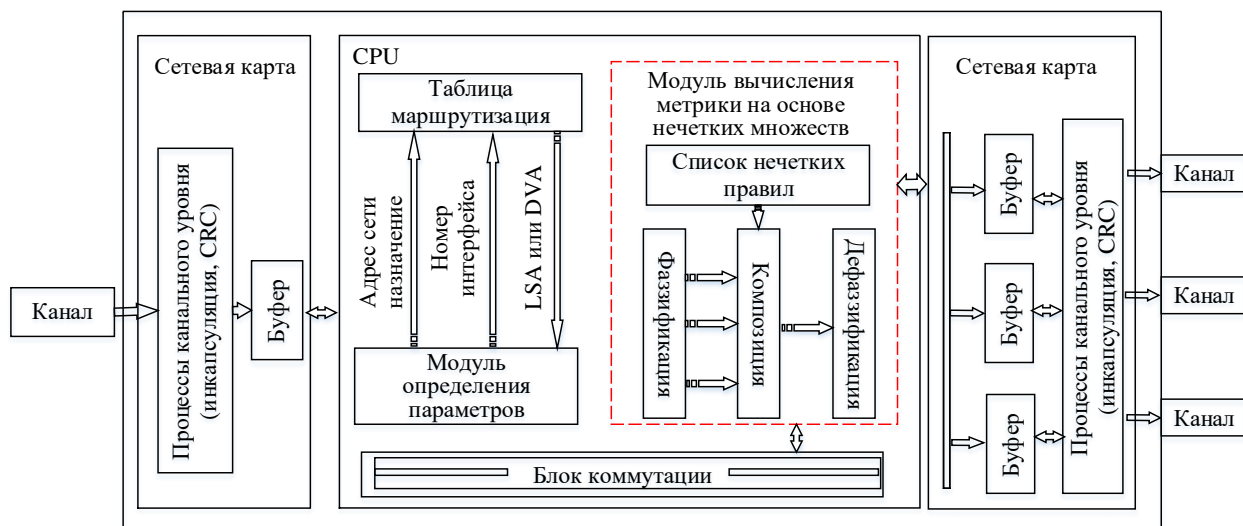 Канал
Сетевая карта
Процессы канального уровня
(инкапсуляция, CRC)
Буфер
CPU
Таблица
маршрутизация
Адрес сети
назначение
Номер
интерфейса
LSA или DVA
Модуль
определения
параметров
Модуль вычисления
метрики на основе
нечетких множеств
Список нечетких
правил
Фаззификация
Композиция
Дефаззификация
Блок коммутации
Сетевая карта
Буфер
Буфер
Буфер
Процессы канального уровня
(инкапсуляция, CRC)
Канал
Канал
Канал